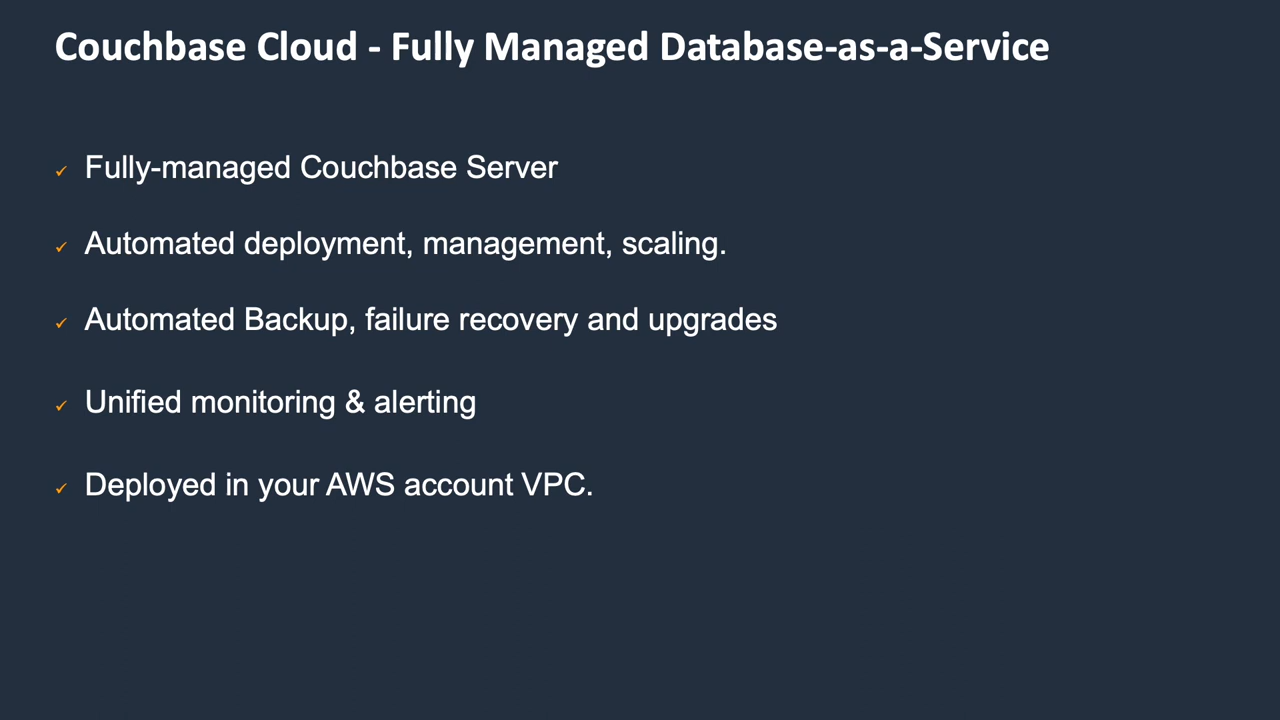 Couchbase Cloud - Fully Managed Database-as-a-Service
✓ Fully-managed Couchbase Server
✓ Automated deployment, management, scaling.
✓ Automated Backup, failure recovery and upgrades
✓ Unified monitoring & alerting
✓ Deployed in your AWS account VPC.